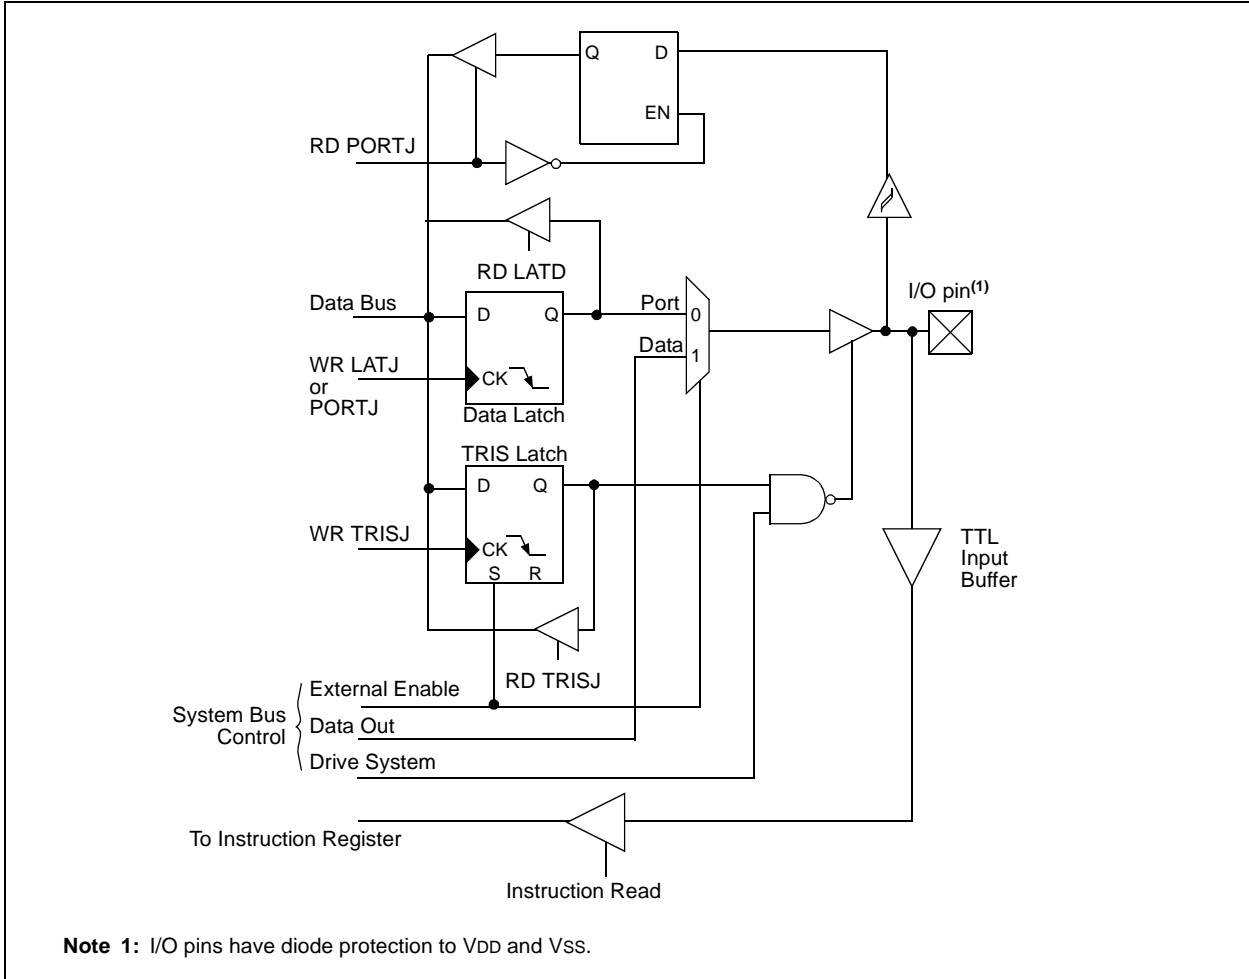 Q D
EN
RD PORTJ
RD LATD
I/O pin(1)
Data Bus
D Q
Port
0
Data
1
WR LATJ
or
PORTJ
CK
Data Latch
TRIS Latch
D Q
WR TRISJ
CK
S R
TTL
Input
Buffer
RD TRISJ
External Enable
System Bus
Control
Data Out
Drive System
To Instruction Register
Instruction Read
Note 1: I/O pins have diode protection to VDD and VSS.